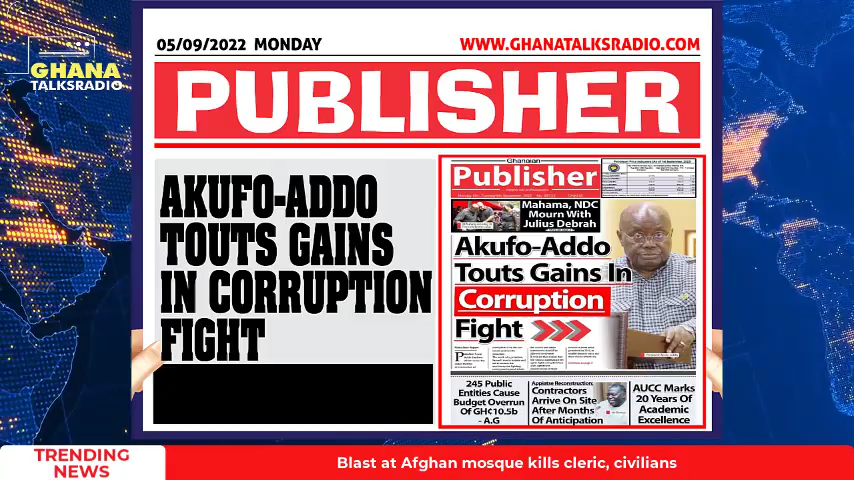 05/09/2022 MONDAY
WWW.GHANATALKSRADIO.COM
GHANA
TALKSRADIO
PUBLISHER
AKUFO-ADDO
TOUTS GAINS
IN CORRUPTION
FIGHT
Ghanaian
Publisher
Mahama, NDC
Mourn With
Julius Debrah
Akufo-Addo
Touts Gains In
Corruption
Fight
245 Public
Entities Cause
Budget Overrun
Of GH¢10.5b
- A.G
Appiatse Reconstruction:
Contractors
Arrive On Site
After Months
Of Anticipation
AUCC Marks
20 Years Of
Academic
Excellence
TRENDING
NEWS
Blast at Afghan mosque kills cleric, civilians